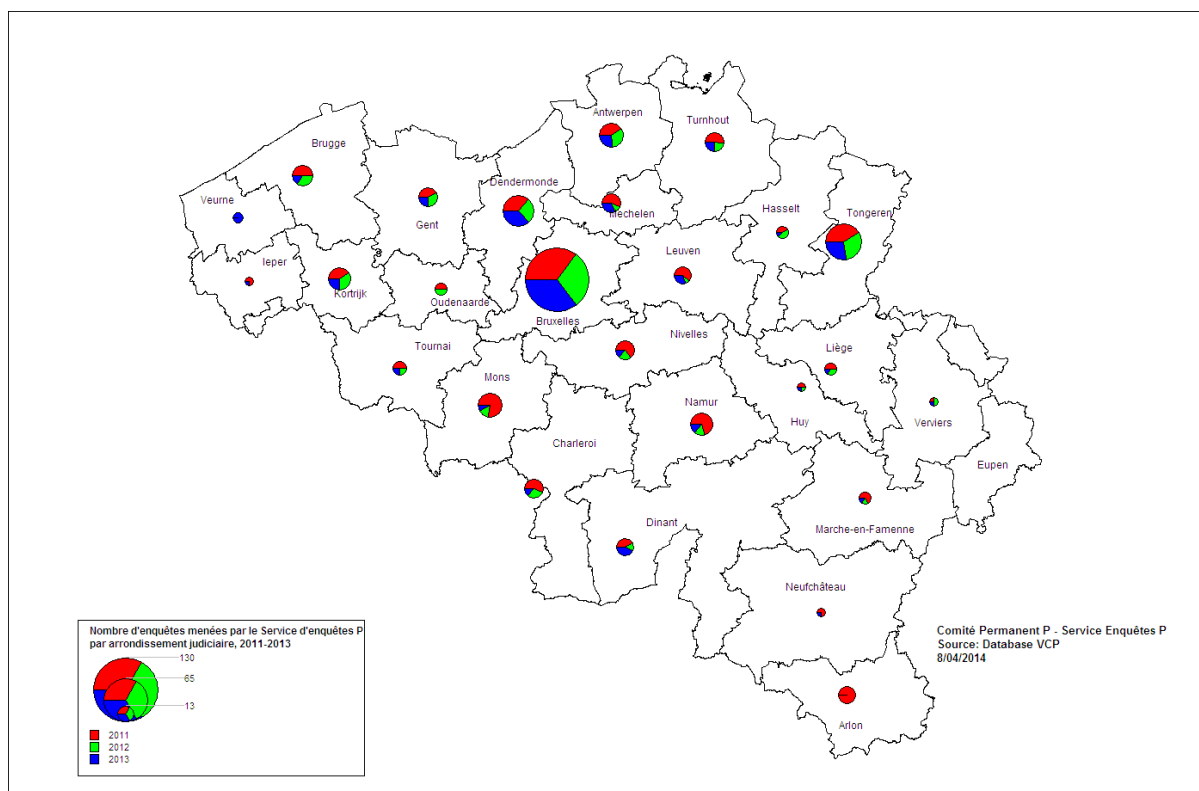 Antwerpen
Turnhout
Brugge
Dendermonde
Veurne
Mechelen
Hasselt
Tongeren
Gent
Ieper
Leuven
Kortrijk
Oudenaarde
Bruxelles
Nivelles
Tournai
Liège
Mons
Namur
Huy
Verviers
Charleroi
Eupen
Dinant
Marche-en-Famenne
Neufchâteau
Arlon
Comité Permanent P - Service Enquêtes P
Source: Database VCP
8/04/2014
Nombre d'enquêtes menées par le Service d'enquêtes P
par arrondissement judiciaire, 2011-2013
130
65
13
2011
2012
2013